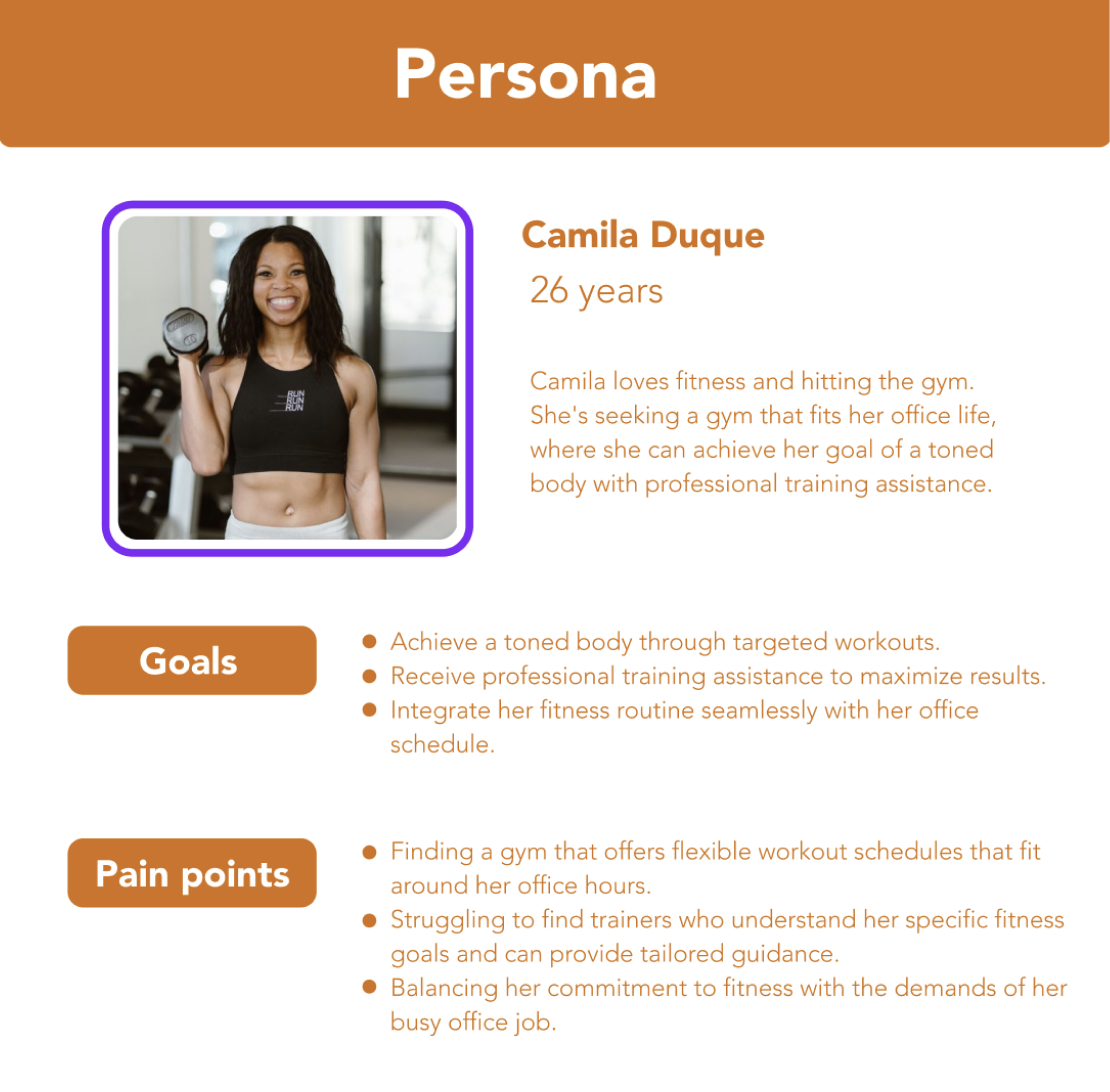 Persona
Camila Duque
26 years
Camila loves fitness and hitting the gym.
She's seeking a gym that fits her office life,
where she can achieve her goal of a toned
body with professional training assistance.
RUN
RUN
RUN
Goals
Achieve a toned body through targeted workouts.
Receive professional training assistance to maximize results.
Integrate her fitness routine seamlessly with her office
schedule.
Pain points
Finding a gym that offers flexible workout schedules that fit
around her office hours.
Struggling to find trainers who understand her specific fitness
goals and can provide tailored guidance.
Balancing her commitment to fitness with the demands of her
busy office job.